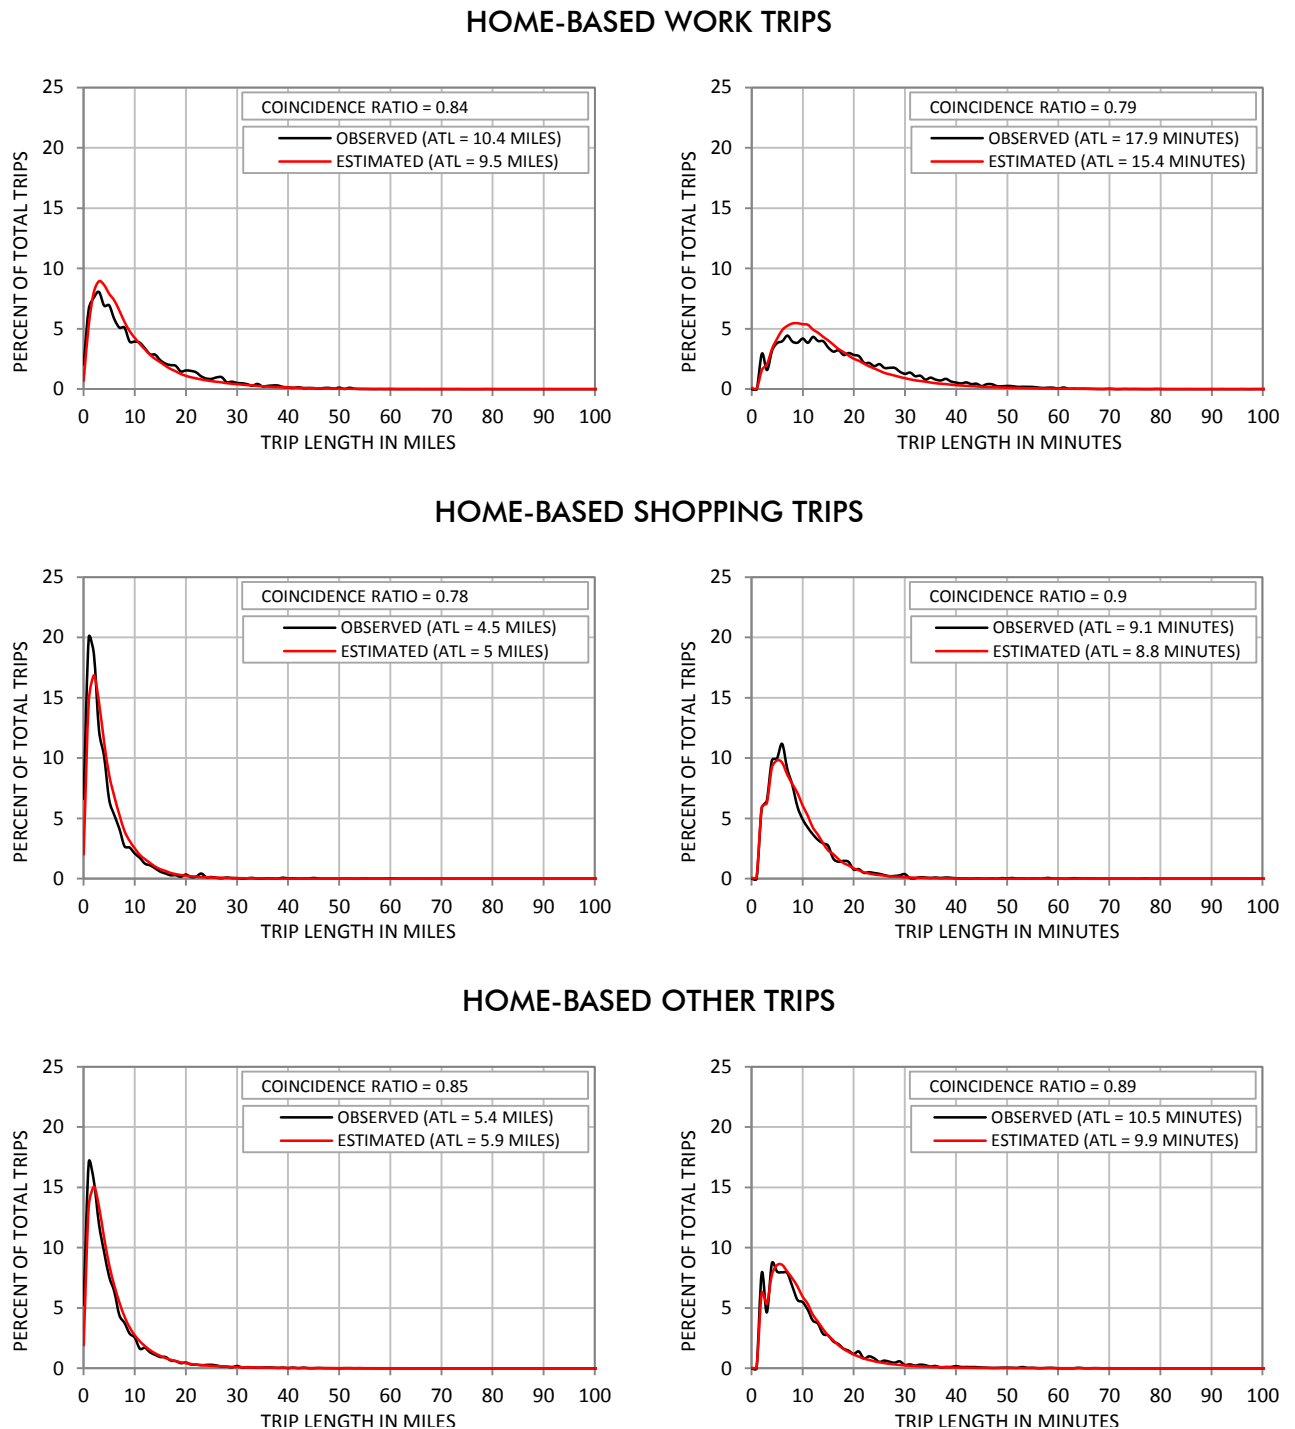 HOME-BASED WORK TRIPS
PERCENT OF TOTAL TRIPS
25
20
15
10
5
0
COINCIDENCE RATIO = 0.84
OBSERVED (ATL = 10.4 MILES)
ESTIMATED (ATL = 9.5 MILES)
0 10 20 30 40 50 60 70 80 90 100
TRIP LENGTH IN MILES
PERCENT OF TOTAL TRIPS
25
20
15
10
5
0
COINCIDENCE RATIO = 0.79
OBSERVED (ATL = 17.9 MINUTES)
ESTIMATED (ATL = 15.4 MINUTES)
0 10 20 30 40 50 60 70 80 90 100
TRIP LENGTH IN MINUTES
HOME-BASED SHOPPING TRIPS
PERCENT OF TOTAL TRIPS
25
20
15
10
5
0
COINCIDENCE RATIO = 0.78
OBSERVED (ATL = 4.5 MILES)
ESTIMATED (ATL = 5 MILES)
0 10 20 30 40 50 60 70 80 90 100
TRIP LENGTH IN MILES
PERCENT OF TOTAL TRIPS
25
20
15
10
5
0
COINCIDENCE RATIO = 0.9
OBSERVED (ATL = 9.1 MINUTES)
ESTIMATED (ATL = 8.8 MINUTES)
0 10 20 30 40 50 60 70 80 90 100
TRIP LENGTH IN MINUTES
HOME-BASED OTHER TRIPS
PERCENT OF TOTAL TRIPS
25
20
15
10
5
0
COINCIDENCE RATIO = 0.85
OBSERVED (ATL = 5.4 MILES)
ESTIMATED (ATL = 5.9 MILES)
0 10 20 30 40 50 60 70 80 90 100
TRIP LENGTH IN MILES
PERCENT OF TOTAL TRIPS
25
20
15
10
5
0
COINCIDENCE RATIO = 0.89
OBSERVED (ATL = 10.5 MINUTES)
ESTIMATED (ATL = 9.9 MINUTES)
0 10 20 30 40 50 60 70 80 90 100
TRIP LENGTH IN MINUTES